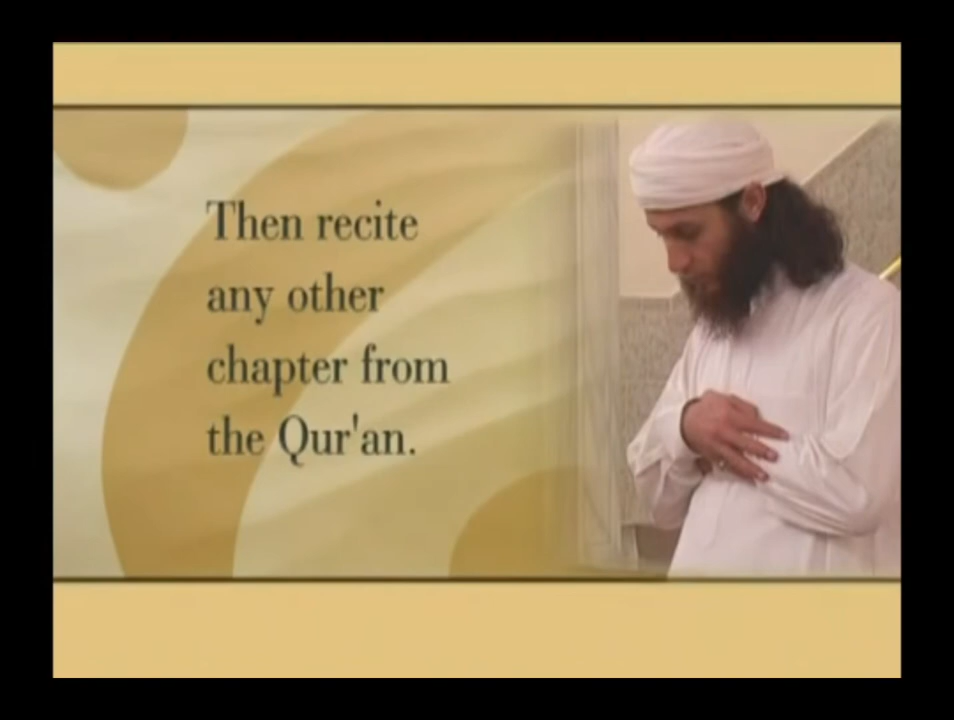 Then recite
any other
chapter from
the Qur'an.